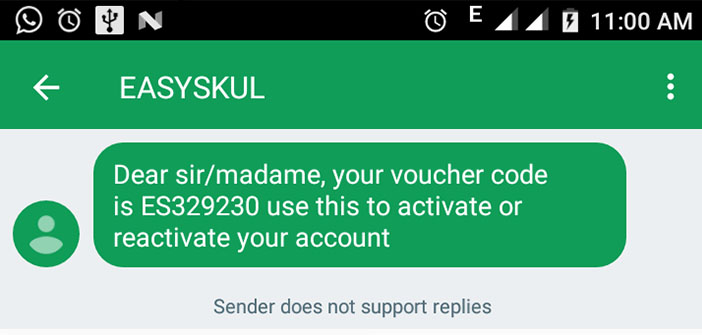 E 11:00 AM
EASYSKUL
Dear sir/madame, your voucher code
is ES329230 use this to activate or
reactivate your account
Sender does not support replies